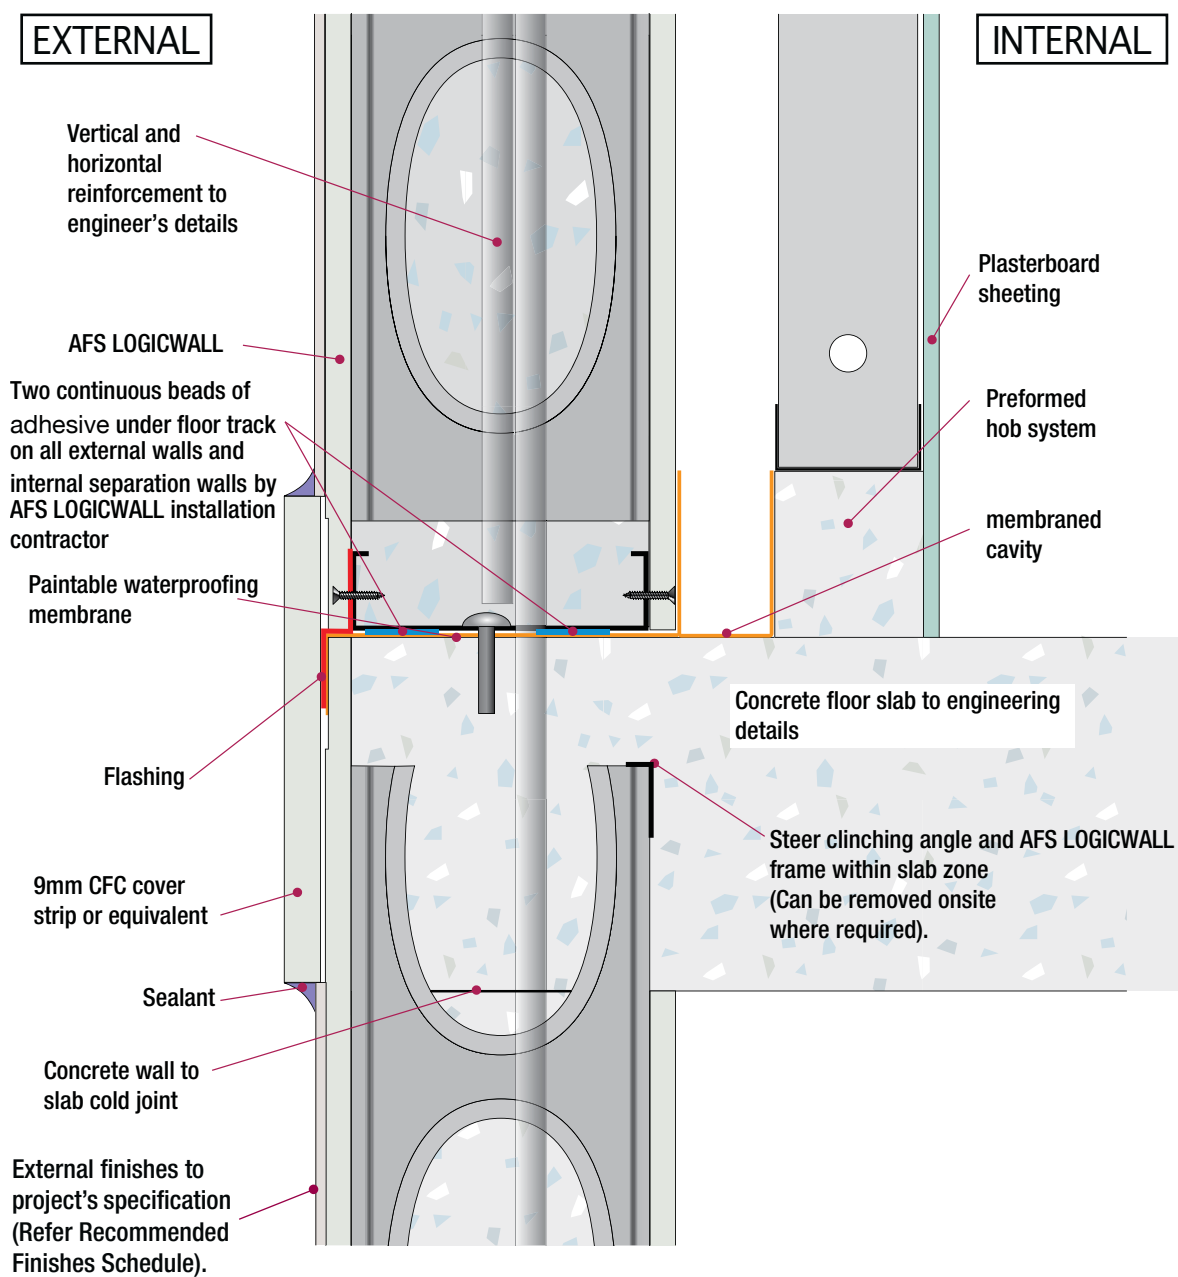 EXTERNAL
INTERNAL
Vertical and
horizontal
reinforcement to
engineer's details
AFS LOGICWALL
Two continuous beads of
adhesive under floor track
on all external walls and
internal separation walls by
AFS LOGICWALL installation
contractor
Paintable waterproofing
membrane
Flashing
9mm CFC cover
strip or equivalent
Sealant
Concrete wall to
slab cold joint
External finishes to
project's specification
(Refer Recommended
Finishes Schedule).
Plasterboard
sheeting
Preformed
hob system
membraned
cavity
Concrete floor slab to engineering
details
Steer clinching angle and AFS LOGICWALL
frame within slab zone
(Can be removed onsite
where required).